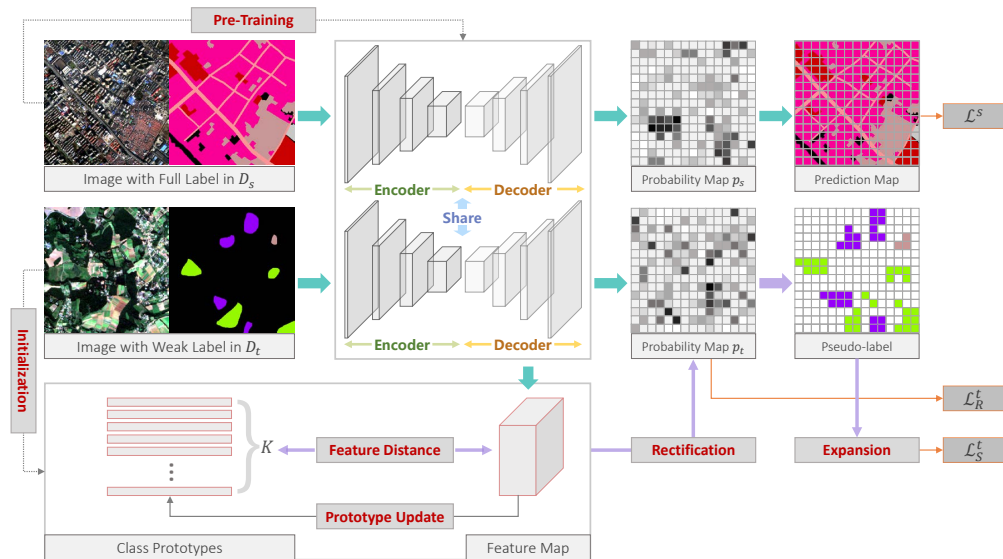 Pre-Training
Image with Full Label in D_s
Encoder
Decoder
Probability Map p_s
Prediction Map
ℒ^s
Share
Image with Weak Label in D_t
Encoder
Decoder
Probability Map p_t
Pseudo-label
Initialization
K
Feature Distance
Rectification
Expansion
ℒ_R^t
ℒ_S^t
Prototype Update
Class Prototypes
Feature Map